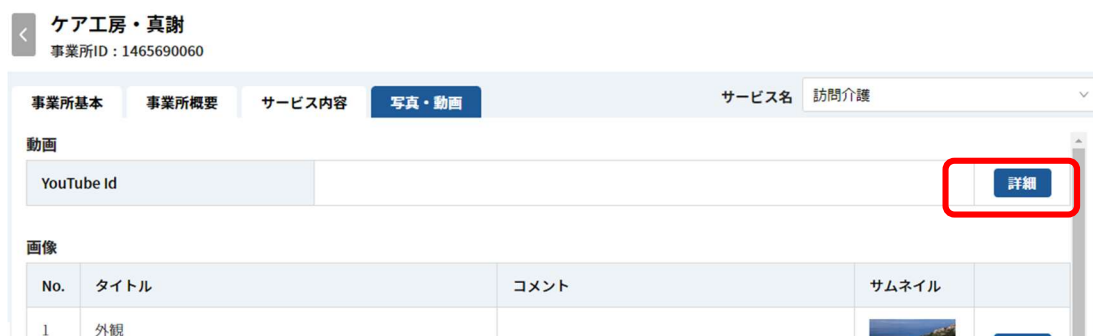 ケア工房・真謝
事業所ID：1465690060
事業所基本 事業所概要 サービス内容 写真・動画 サービス名 訪問介護
動画
YouTube Id 詳細
画像
No. タイトル コメント サムネイル
1 外観